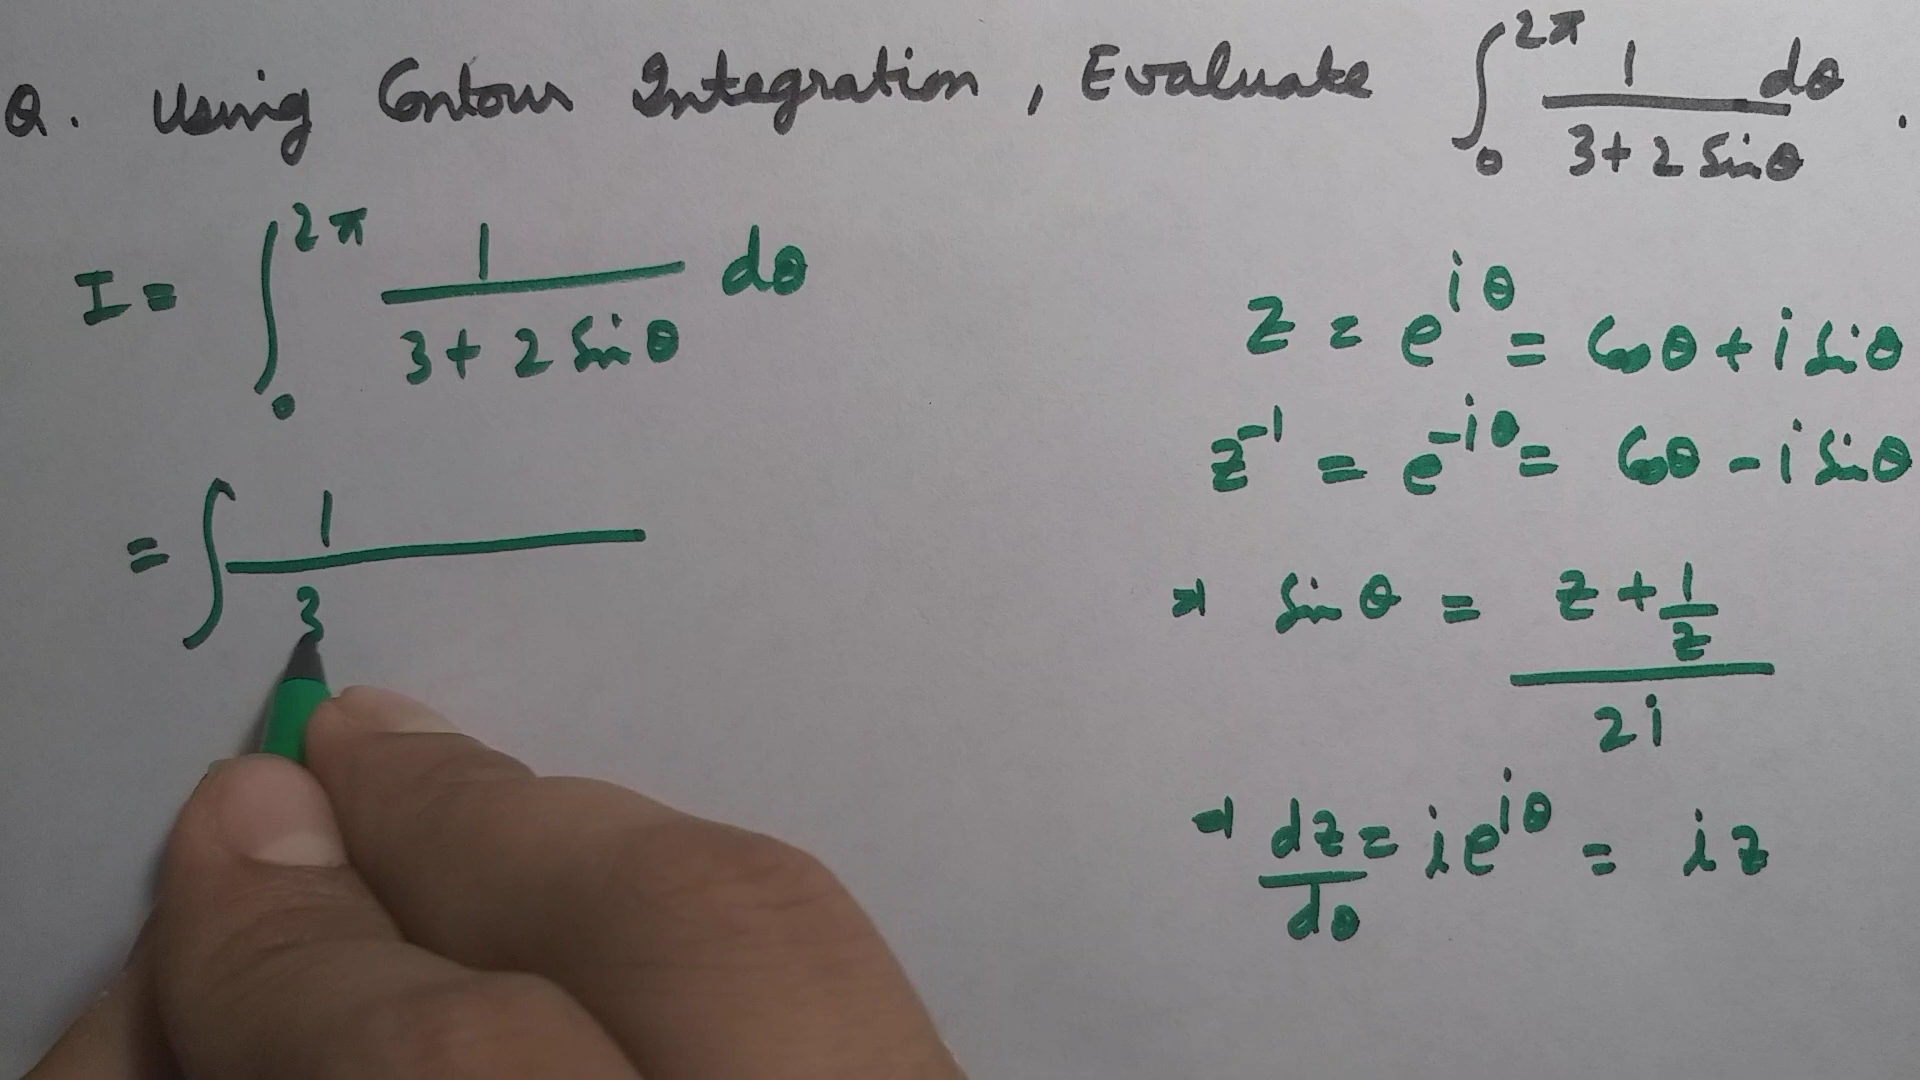 Q. Using Contour Integration, Evaluate ∫₀^{2π} 1/(3+2 Sinθ) dθ.
I = ∫₀^{2π} 1/(3+2 Sinθ) dθ
= ∫ 1/3
z = e^{iθ} = Cosθ + i Sinθ
z^{-1} = e^{-iθ} = Cosθ - i Sinθ
⇒ Sinθ = (z + 1/z)/2i
⇒ dz/dθ = ie^{iθ} = iz